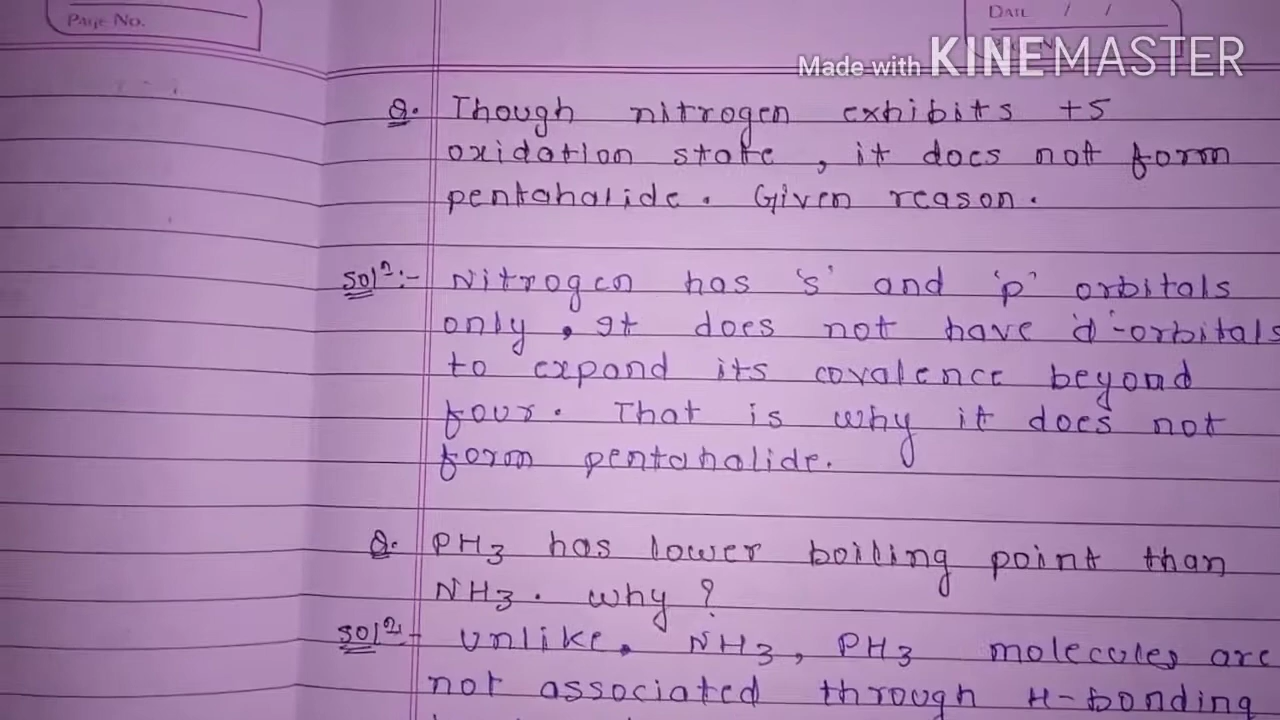 PAGE NO.
DATE / /
Made with KINEMASTER
Q. Though nitrogen exhibits +5
oxidation state, it does not form
pentahalide. Given reason.
Solⁿ:- Nitrogen has 's' and 'p' orbitals
only, It does not have 'd'-orbitals
to expand its covalence beyond
four. That is why it does not
form pentahalide.
Q. PH3 has lower boiling point than
NH3. Why?
Solⁿ:- Unlike, NH3, PH3 molecules are
not associated through H-bonding